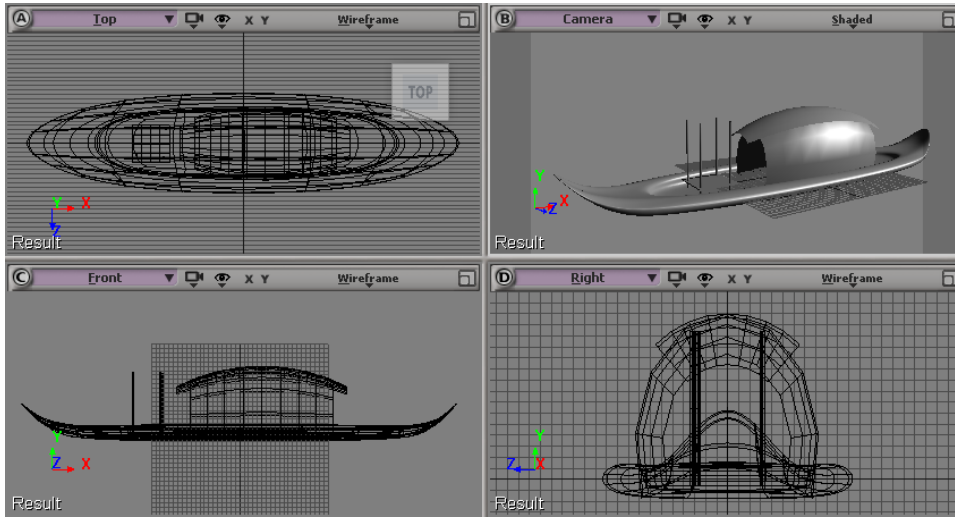 A Top X Y Wireframe
TOP
Y X
Z
Result
B Camera X Y Shaded
Y
X
Z
Result
C Front X Y Wireframe
Y
Z X
Result
D Right X Y Wireframe
Y
Z X
Result